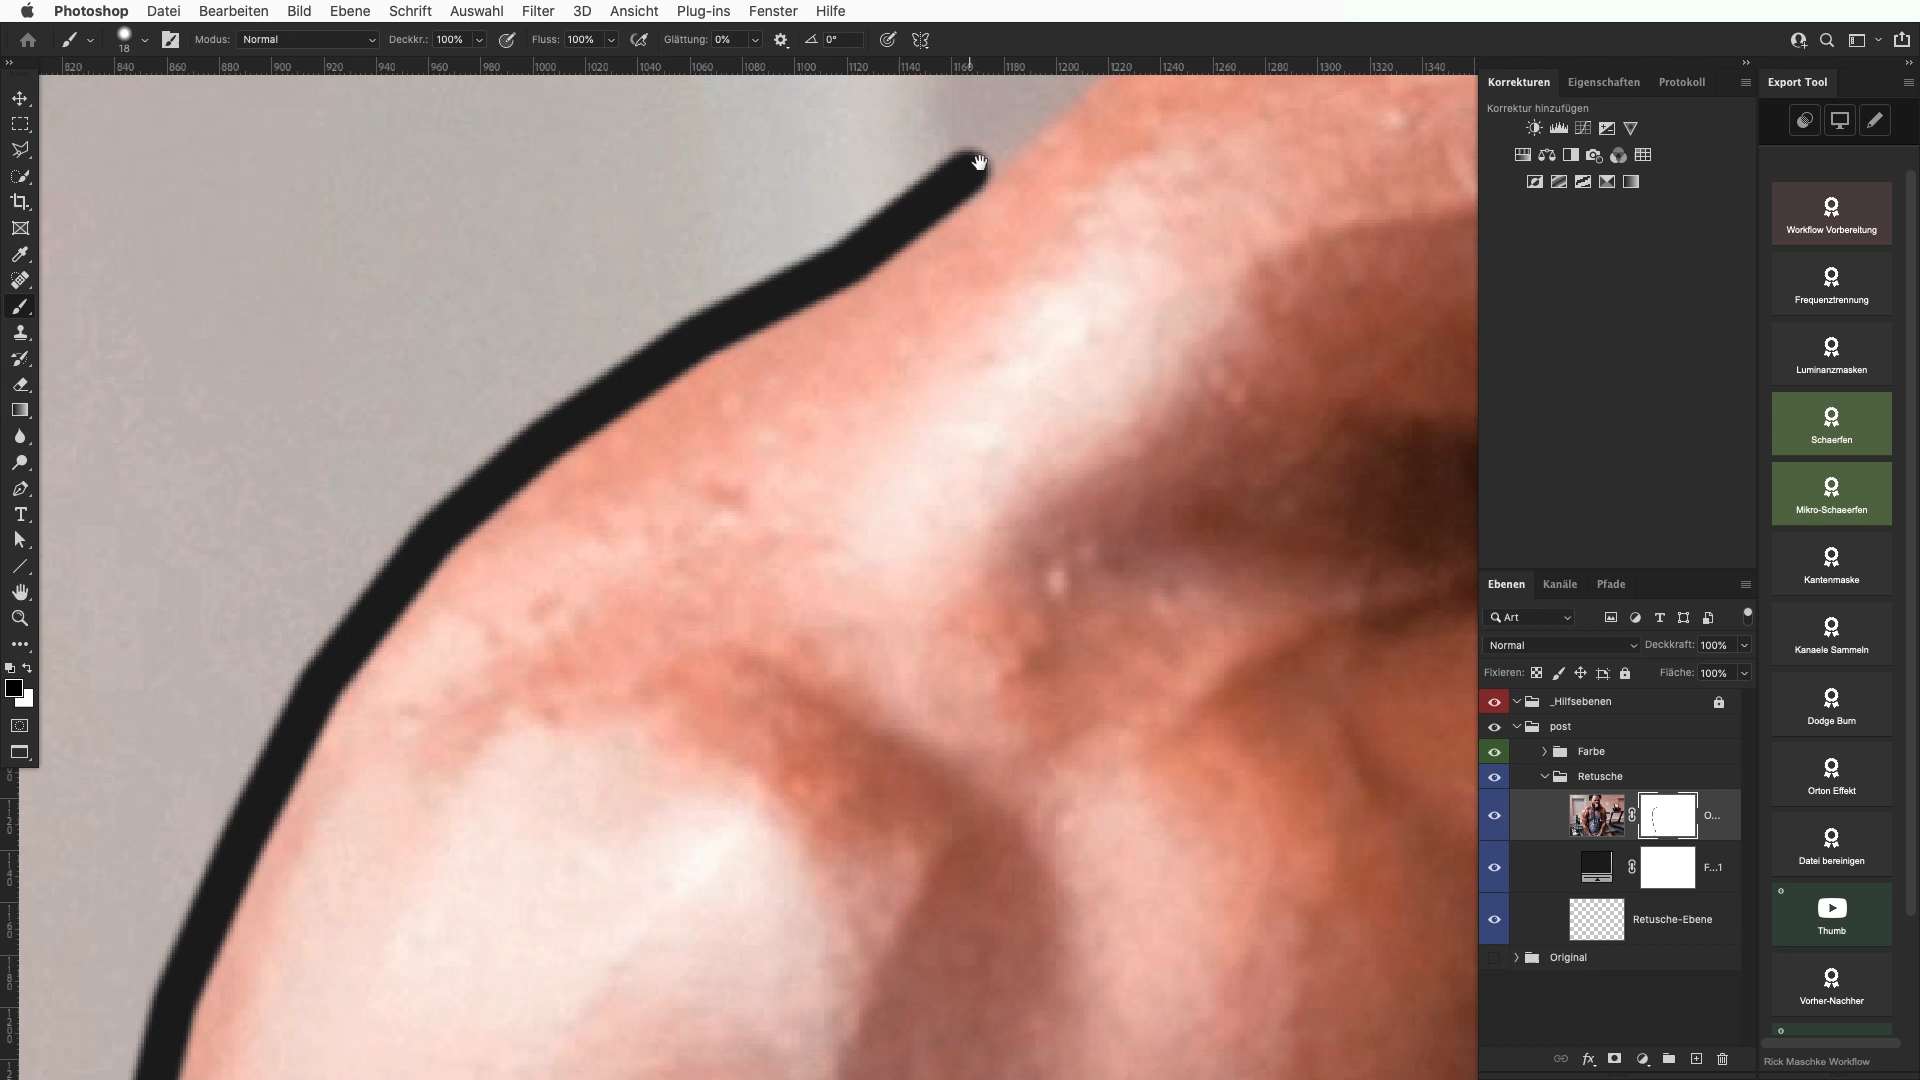 Photoshop Datei Bearbeiten Bild Ebene Schrift Auswahl Filter 3D Ansicht Plug-ins Fenster Hilfe
18 Modus: Normal Deckkr.: 100% Fluss: 100% Glättung: 0% 0°
820 840 860 880 900 920 940 960 980 1000 1020 1040 1060 1080 1100 1120 1140 1160 1180 1200 1220 1240 1260 1280 1300 1320 1340
Korrekturen Eigenschaften Protokoll
Korrektur hinzufügen
Export Tool
Workflow Vorbereitung
Frequenztrennung
Luminanzmasken
Schaerfen
Mikro-Schaeerfen
Kantenmaske
Kanaele Sammeln
Dodge Burn
Orton Effekt
Datei bereinigen
Thumb
Vorher-Nachher
Rick Maschke Workflow
Ebenen Kanäle Pfade
Art
Normal Deckkraft: 100%
Fixieren: Fläche: 100%
_Hilfsebenen
post
Farbe
Retusche
O...
F...1
Retusche-Ebene
Original
fx